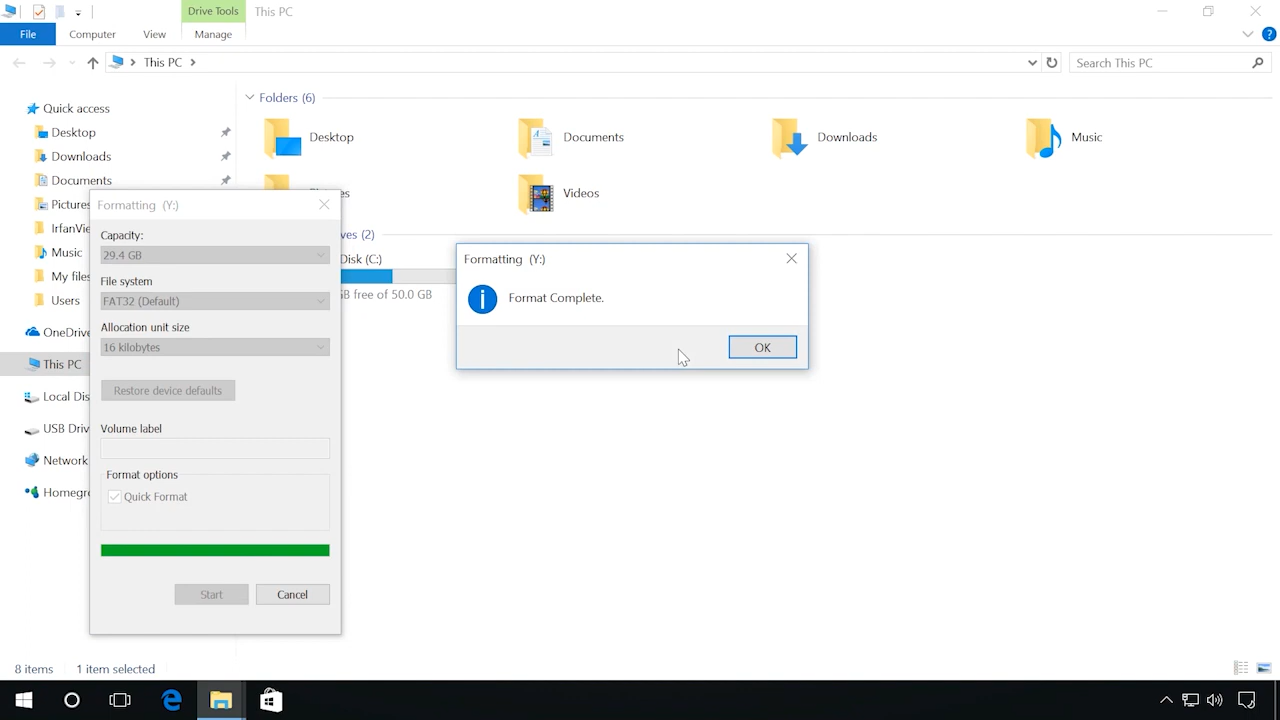 Drive Tools
This PC
File
Computer
View
Manage
This PC
Search This PC
Quick access
Desktop
Downloads
Documents
Pictures
IrfanVie
Music
My files
Users
OneDrive
This PC
Local Dis
USB Driv
Network
Homegr
Folders (6)
Desktop
Documents
Downloads
Music
Videos
ves (2)
Disk (C:)
GB free of 50.0 GB
Formatting (Y:)
Capacity:
29.4 GB
File system
FAT32 (Default)
Allocation unit size
16 kilobytes
Restore device defaults
Volume label
Format options
Quick Format
Start
Cancel
Formatting (Y:)
Format Complete.
OK
8 items
1 item selected